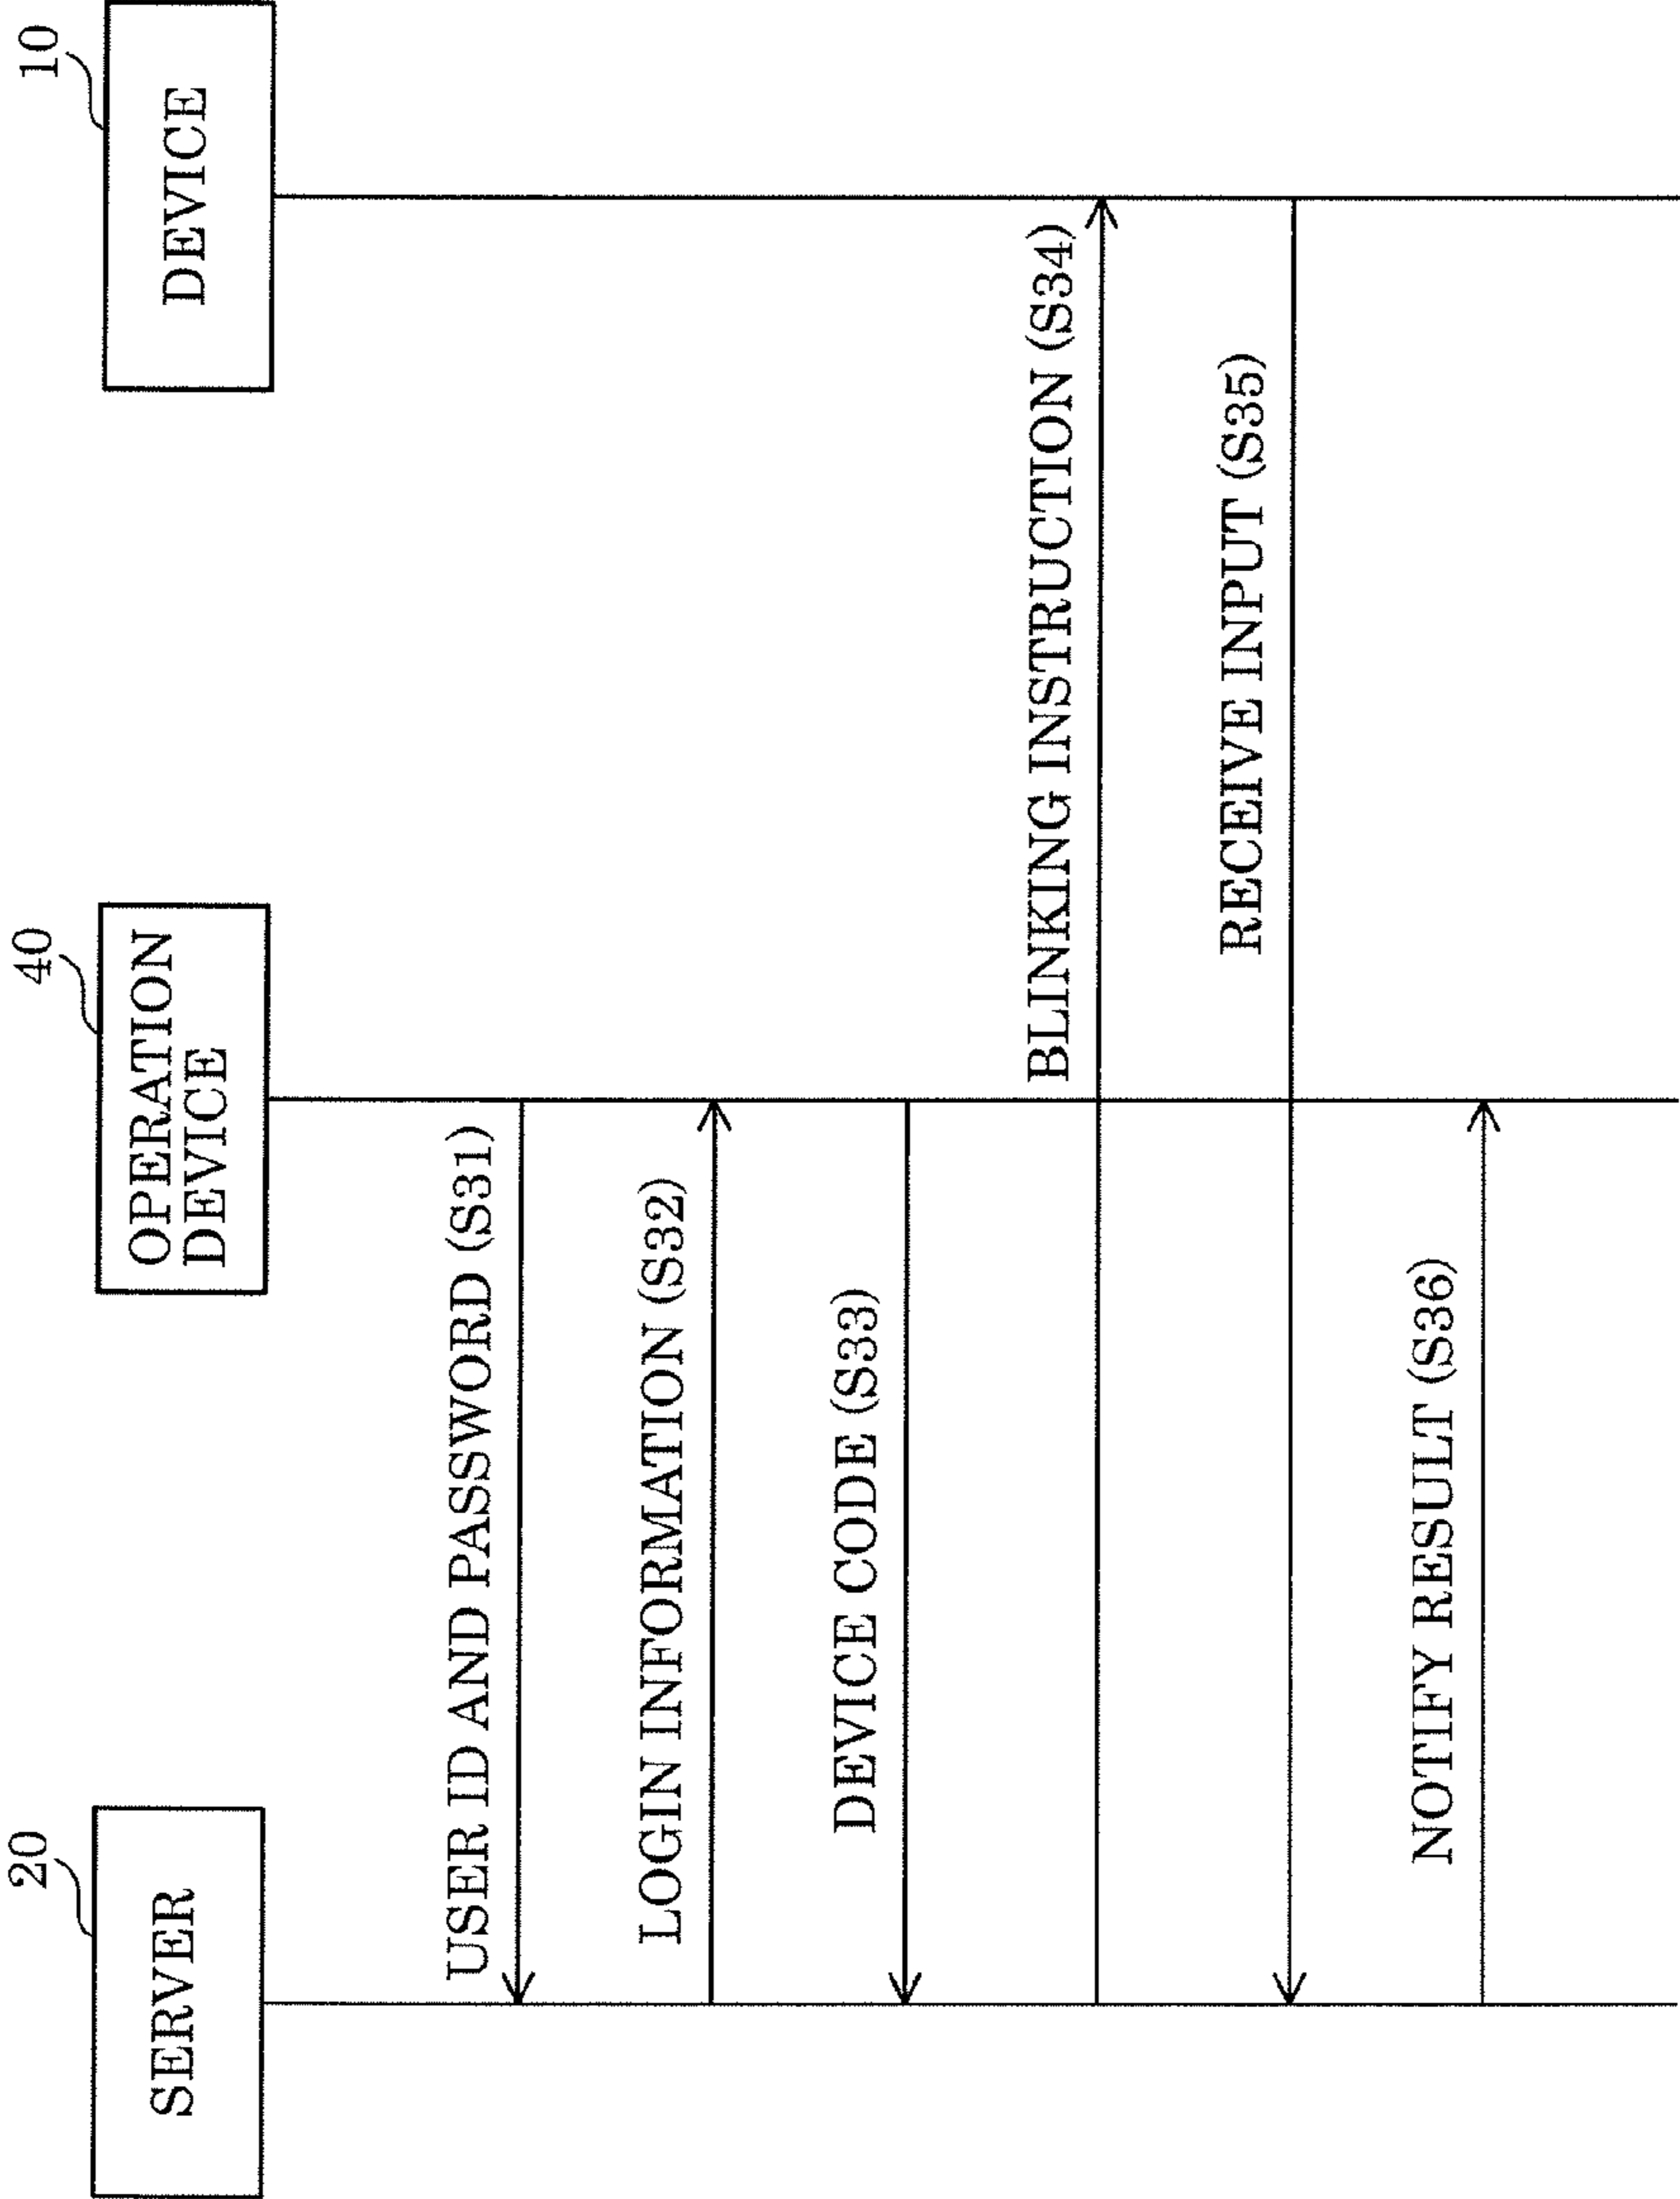 20
SERVER
40
OPERATION
DEVICE
10
DEVICE
USER ID AND PASSWORD (S31)
LOGIN INFORMATION (S32)
DEVICE CODE (S33)
BLINKING INSTRUCTION (S34)
RECEIVE INPUT (S35)
NOTIFY RESULT (S36)